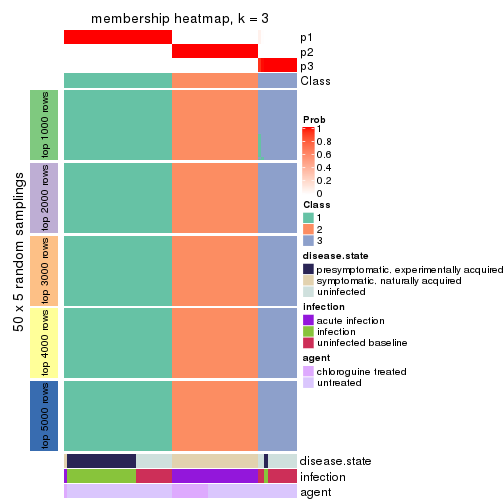 membership heatmap, k = 3
p1
p2
p3
Class
50 x 5 random samplings
top 1000 rows
top 2000 rows
top 3000 rows
top 4000 rows
top 5000 rows
Prob
1
0.8
0.6
0.4
0.2
0
Class
1
2
3
disease.state
presymptomatic. experimentally acquired
symptomatic. naturally acquired
uninfected
infection
acute infection
infection
uninfected baseline
agent
chloroguine treated
untreated
disease.state
infection
agent